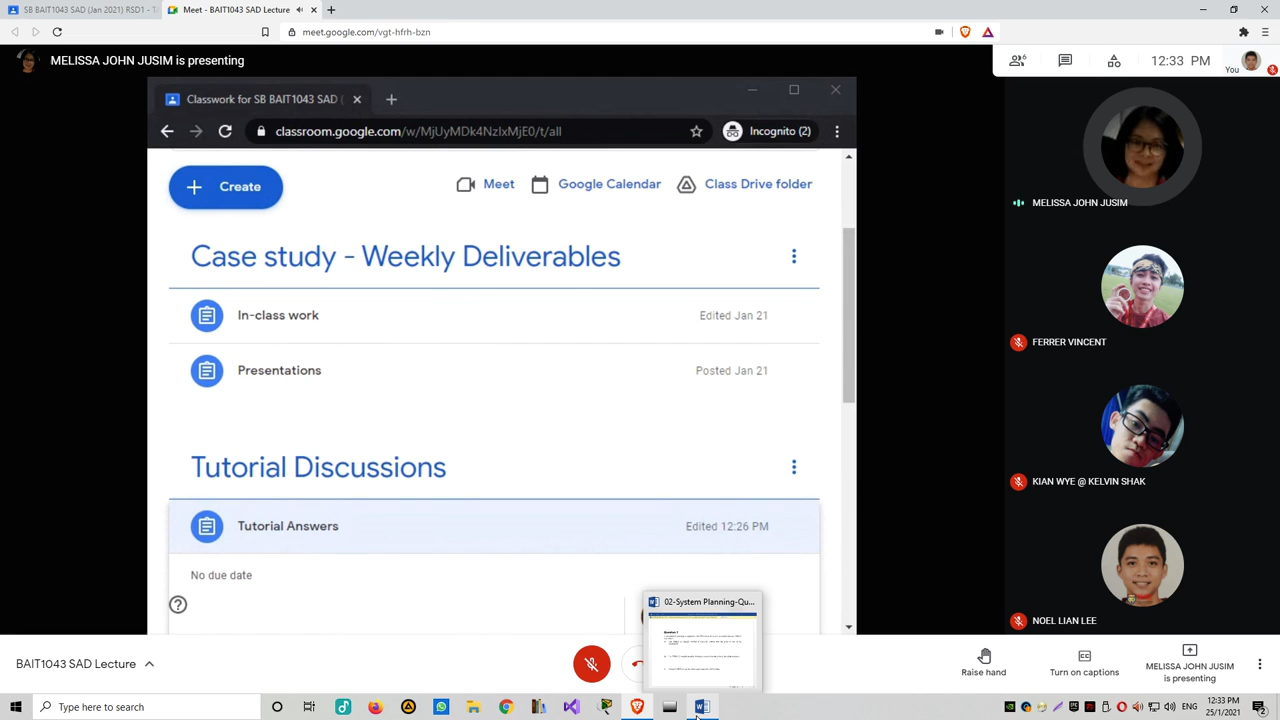 SB BAIT1043 SAD (Jan 2021) RSD1 - T
Meet - BAIT1043 SAD Lecture
meet.google.com/vgt-hfrh-bzn
MELISSA JOHN JUSIM is presenting
6
12:33 PM
You
Classwork for SB BAIT1043 SAD (
classroom.google.com/w/MjUyMDk4NzIxMjE0/t/all
Incognito (2)
Create
Meet
Google Calendar
Class Drive folder
Case study - Weekly Deliverables
In-class work
Edited Jan 21
Presentations
Posted Jan 21
Tutorial Discussions
Tutorial Answers
Edited 12:26 PM
No due date
MELISSA JOHN JUSIM
FERRER VINCENT
KIAN WYE @ KELVIN SHAK
NOEL LIAN LEE
02-System Planning-Qu...
BAIT1043 SAD Lecture
Raise hand
Turn on captions
MELISSA JOHN JUSIM
is presenting
Type here to search
ENG
12:33 PM
25/1/2021
2